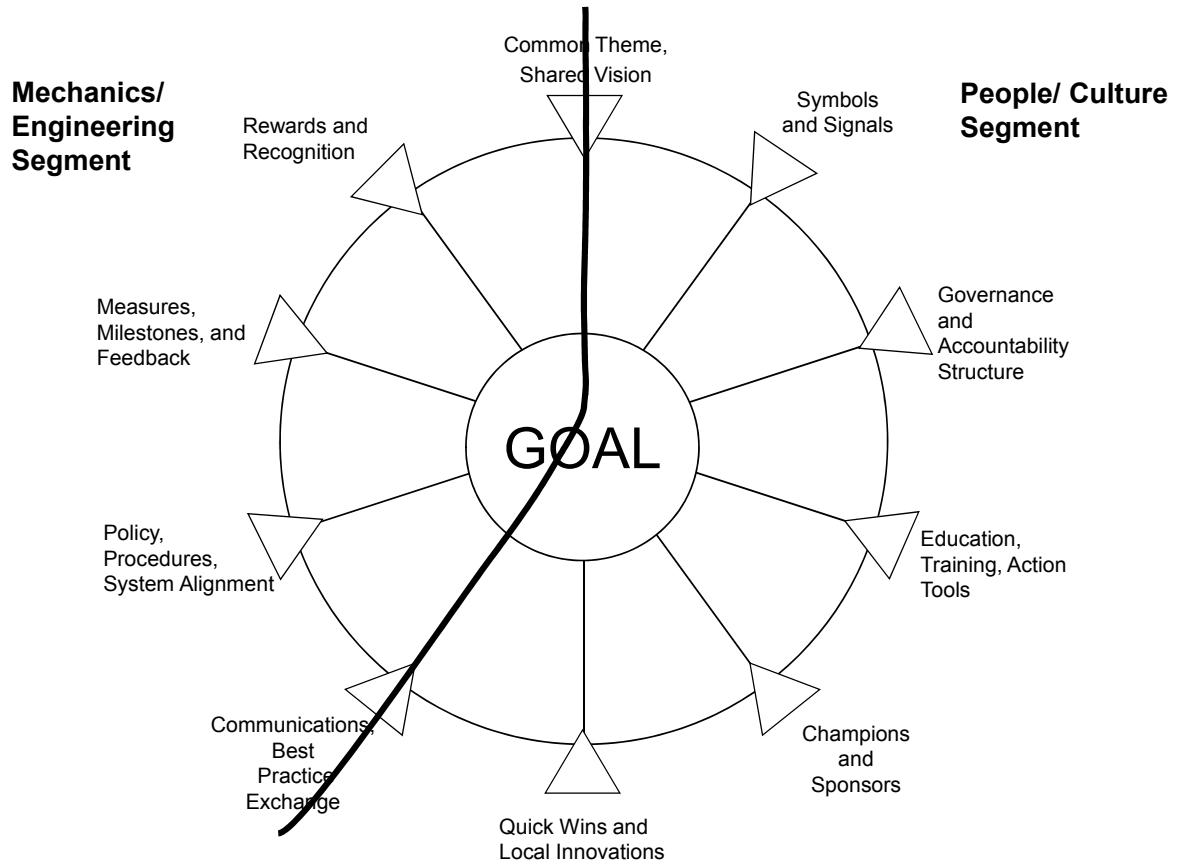 Common Theme,
Shared Vision
Mechanics/
Engineering
Segment
People/ Culture
Segment
Symbols
and Signals
Rewards and
Recognition
Governance
and
Accountability
Structure
Measures,
Milestones, and
Feedback
GOAL
Policy,
Procedures,
System Alignment
Education,
Training, Action
Tools
Communications,
Best
Practice
Exchange
Champions
and
Sponsors
Quick Wins and
Local Innovations